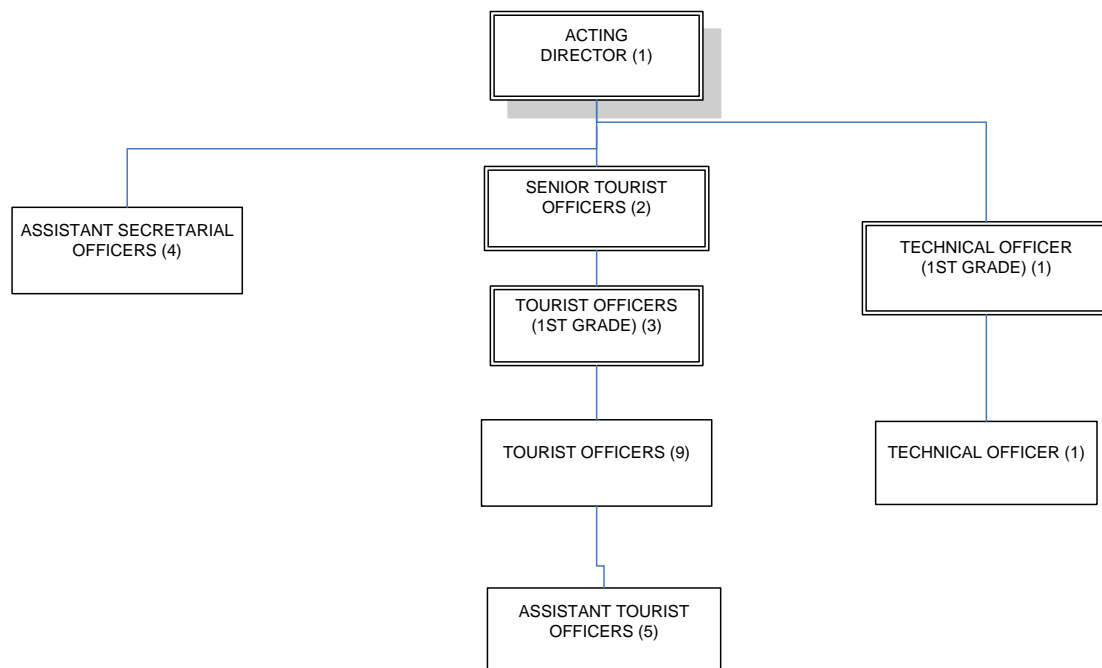 ACTING
DIRECTOR (1)
SENIOR TOURIST
OFFICERS (2)
ASSISTANT SECRETARIAL
OFFICERS (4)
TECHNICAL OFFICER
(1ST GRADE) (1)
TOURIST OFFICERS
(1ST GRADE) (3)
TOURIST OFFICERS (9)
TECHNICAL OFFICER (1)
ASSISTANT TOURIST
OFFICERS (5)